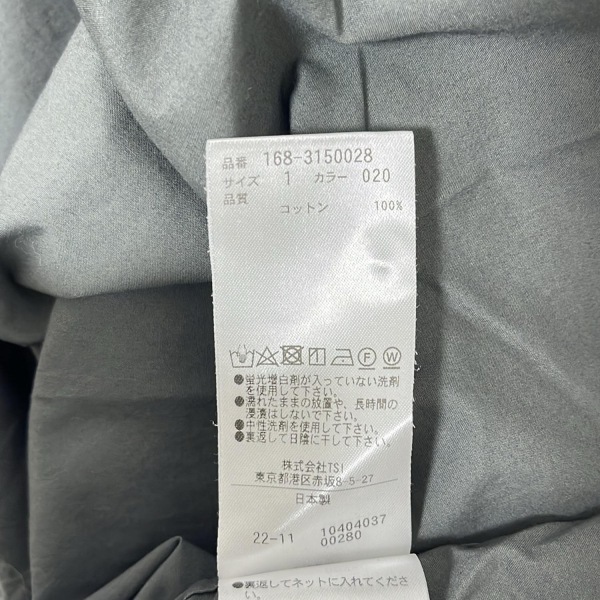 品番 168-3150028
サイズ 1 カラー 020
品質
コットン 100%
●蛍光増白剤が入っていない洗剤
を使用して下さい。
●濡れたままの放置や、長時間の
浸漬はしないで下さい。
●中性洗剤を使用して下さい。
●裏返して日陰に干して下さい。
株式会社TSI
東京都港区赤坂8-5-27
日本製
22-11 10404037
00280
●裏返してネットに入れてくださ
い。